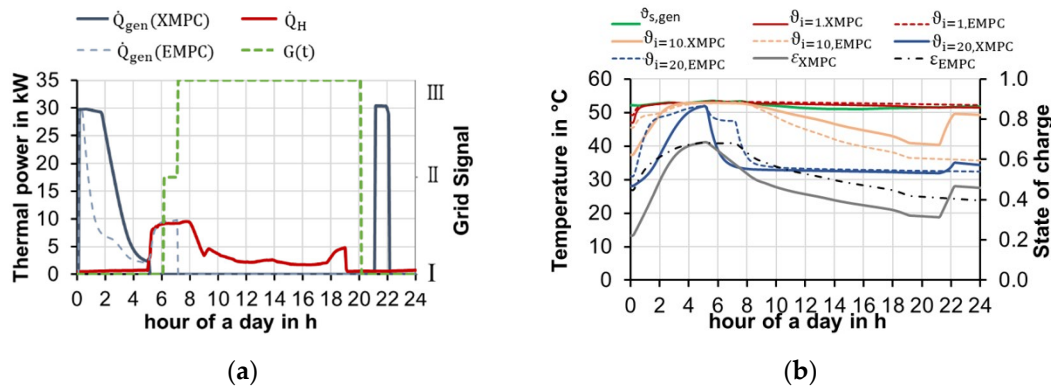 Q̇gen(XMPC) Q̇H
Q̇gen(EMPC) G(t)
Thermal power in kW
35
30
25
20
15
10
5
0
0 2 4 6 8 10 12 14 16 18 20 22 24
hour of a day in h
III
II
I
Grid Signal
(a)
ϑs,gen ϑi=1.XMPC ϑi=1,EMPC
ϑi=10.XMPC ϑi=10,EMPC ϑi=20,XMPC
ϑi=20,EMPC εXMPC εEMPC
Temperature in °C
60
50
40
30
20
10
0
0 2 4 6 8 10 12 14 16 18 20 22 24
hour of a day in h
1.0
0.8
0.6
0.4
0.2
0.0
State of charge
(b)